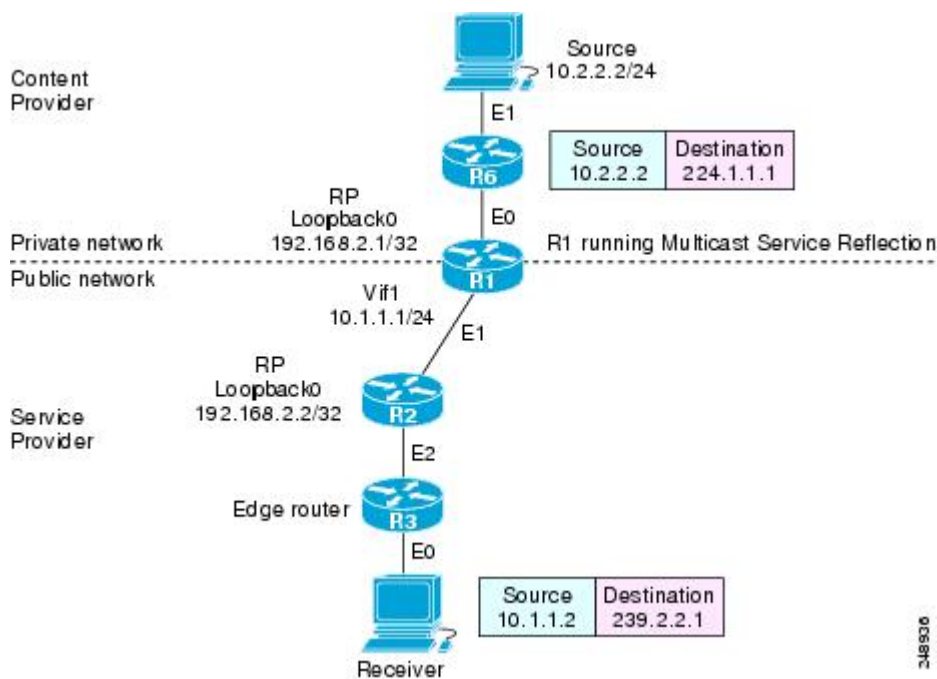 Source
10.2.2.2/24
Content
Provider
E1
R6
Source Destination
10.2.2.2 224.1.1.1
RP
Loopback0
192.168.2.1/32
E0
Private network
R1 running Multicast Service Reflection
Public network
R1
Vif1
10.1.1.1/24
E1
RP
Loopback0
192.168.2.2/32
R2
Service
Provider
E2
Edge router
R3
E0
Source Destination
10.1.1.2 239.2.2.1
Receiver
248936